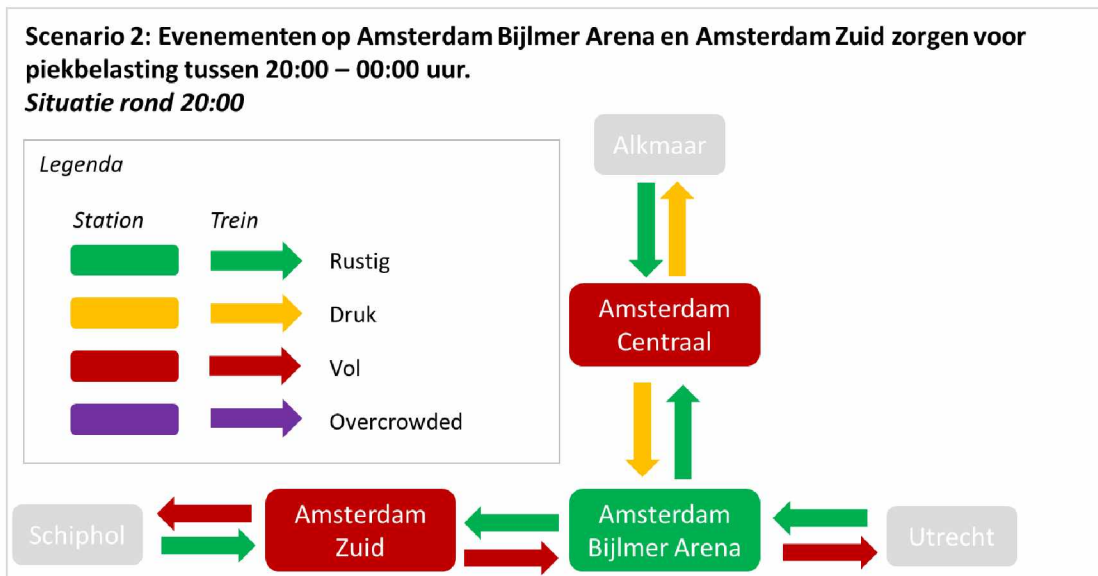 Scenario 2: Evenementen op Amsterdam Bijlmer Arena en Amsterdam Zuid zorgen voor
piekbelasting tussen 20:00 – 00:00 uur.
Situatie rond 20:00
Legenda
Station Trein
Rustig
Druk
Vol
Overcrowded
Alkmaar
Amsterdam
Centraal
Schiphol
Amsterdam
Zuid
Amsterdam
Bijlmer Arena
Utrecht